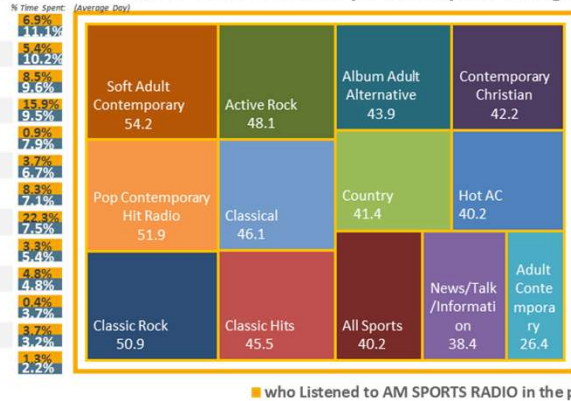 % Time Spent: (Average Day)
6.9%
11.1%
5.4%
10.2%
8.5%
9.6%
15.9%
9.5%
0.9%
7.9%
3.7%
6.7%
8.3%
7.1%
22.3%
7.5%
3.3%
5.4%
4.8%
4.8%
0.4%
3.7%
3.7%
3.2%
1.3%
2.2%
Soft Adult
Contemporary
54.2
Active Rock
48.1
Album Adult
Alternative
43.9
Contemporary
Christian
42.2
Pop Contemporary
Hit Radio
51.9
Classical
46.1
Country
41.4
Hot AC
40.2
Classic Rock
50.9
Classic Hits
45.5
All Sports
40.2
News/Talk
/Informati
on
38.4
Adult
Conte
mpora
ry
26.4
who Listened to AM SPORTS RADIO in the p